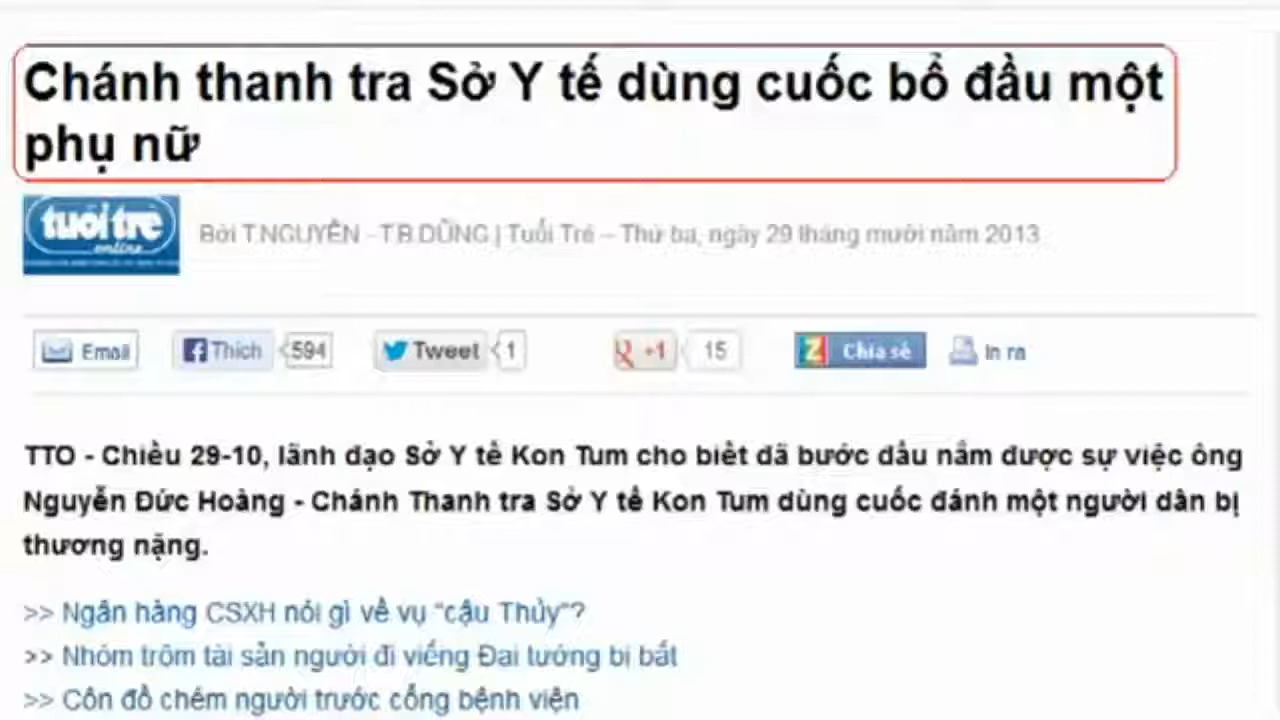 Chánh thanh tra Sở Y tế dùng cuốc bổ đầu một
phụ nữ
tuổi trẻ
online
Bởi T.NGUYÊN - T.B.DŨNG | Tuổi Trẻ – Thứ ba, ngày 29 tháng mười năm 2013
Email Thích 594 Tweet 1 +1 15 Chia sẻ In ra
TTO - Chiều 29-10, lãnh đạo Sở Y tế Kon Tum cho biết đã bước đầu nắm được sự việc ông
Nguyễn Đức Hoàng - Chánh Thanh tra Sở Y tế Kon Tum dùng cuốc đánh một người dân bị
thương nặng.
>> Ngân hàng CSXH nói gì về vụ "cậu Thủy"?
>> Nhóm trộm tài sản người đi viếng Đại tướng bị bắt
>> Côn đồ chém người trước cổng bệnh viện